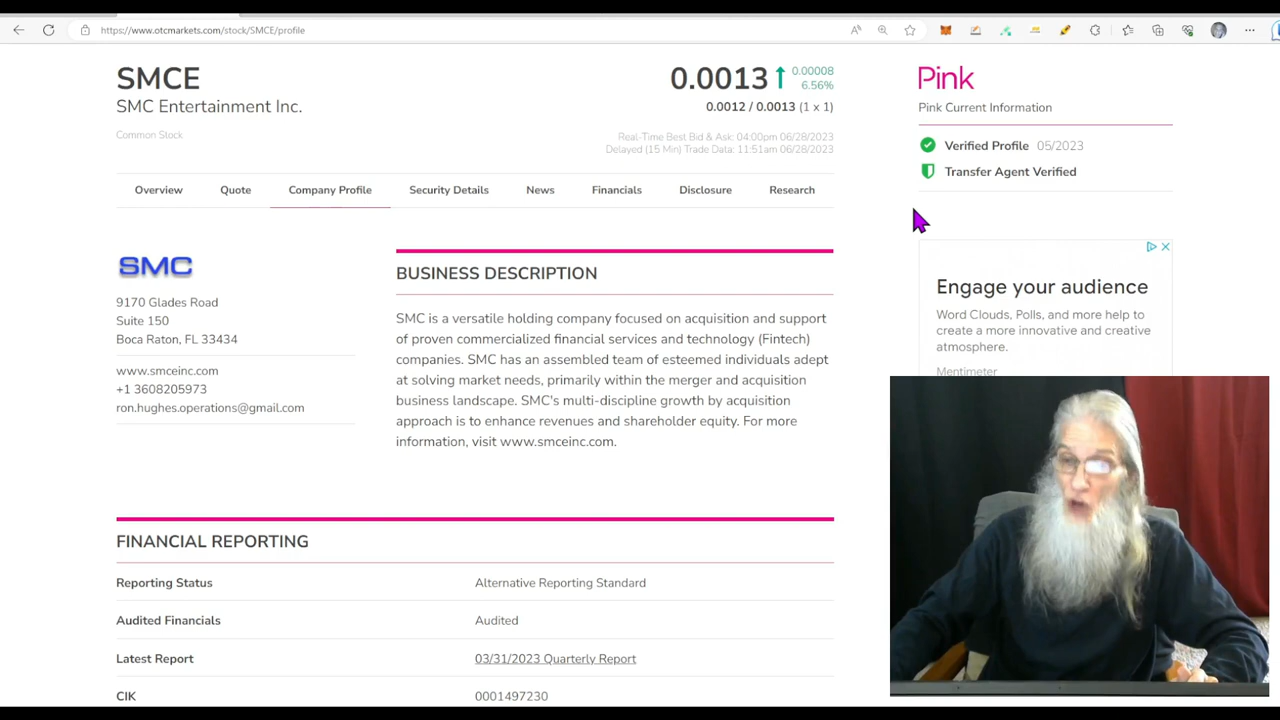 https://www.otcmarkets.com/stock/SMCE/profile
SMCE
SMC Entertainment Inc.
Common Stock
0.0013
0.00008
6.56%
0.0012 / 0.0013 (1 x 1)
Real-Time Best Bid & Ask: 04:00pm 06/28/2023
Delayed (15 Min) Trade Data: 11:51am 06/28/2023
Pink
Pink Current Information
Verified Profile 05/2023
Transfer Agent Verified
Overview
Quote
Company Profile
Security Details
News
Financials
Disclosure
Research
SMC
9170 Glades Road
Suite 150
Boca Raton, FL 33434
www.smceinc.com
+1 3608205973
ron.hughes.operations@gmail.com
BUSINESS DESCRIPTION
SMC is a versatile holding company focused on acquisition and support
of proven commercialized financial services and technology (Fintech)
companies. SMC has an assembled team of esteemed individuals adept
at solving market needs, primarily within the merger and acquisition
business landscape. SMC's multi-discipline growth by acquisition
approach is to enhance revenues and shareholder equity. For more
information, visit www.smceinc.com.
Engage your audience
Word Clouds, Polls, and more help to
create a more innovative and creative
atmosphere.
Mentimeter
FINANCIAL REPORTING
Reporting Status Alternative Reporting Standard
Audited Financials Audited
Latest Report 03/31/2023 Quarterly Report
CIK 0001497230